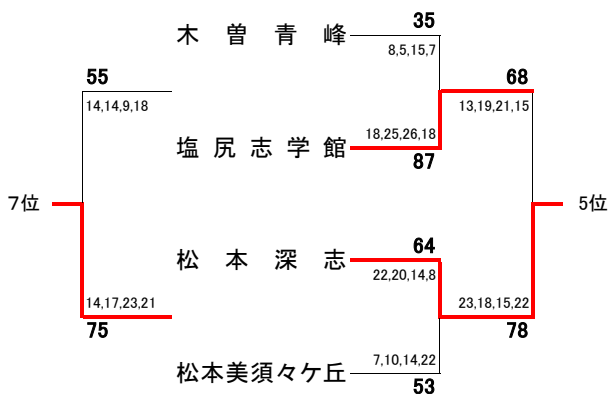 木曽青峰
35
8,5,15,7
55
68
14,14,9,18
13,19,21,15
18,25,26,18
塩尻志学館
87
7位
5位
松本深志
64
22,20,14,8
14,17,23,21
23,18,15,22
75
78
7,10,14,22
松本美須々ケ丘
53